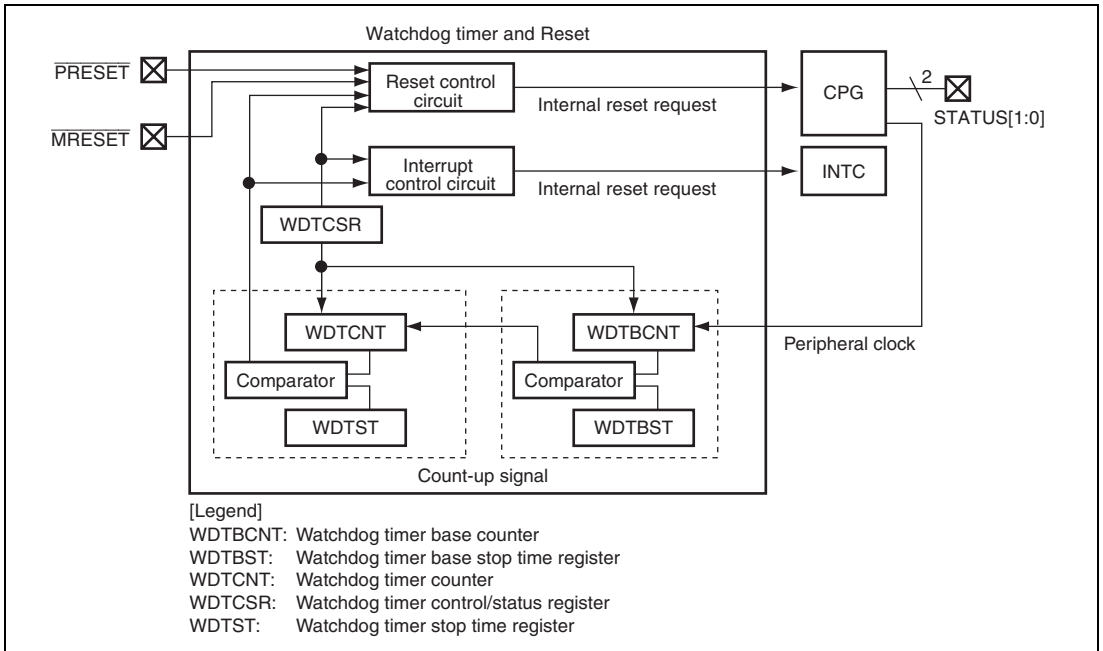 Watchdog timer and Reset
PRESET
MRESET
Reset control
circuit
Internal reset request
CPG
2
STATUS[1:0]
Interrupt
control circuit
Internal reset request
INTC
WDTCSR
WDTCNT
WDTBCNT
Peripheral clock
Comparator
Comparator
WDTST
WDTBST
Count-up signal
[Legend]
WDTBCNT: Watchdog timer base counter
WDTBST: Watchdog timer base stop time register
WDTCNT: Watchdog timer counter
WDTCSR: Watchdog timer control/status register
WDTST: Watchdog timer stop time register